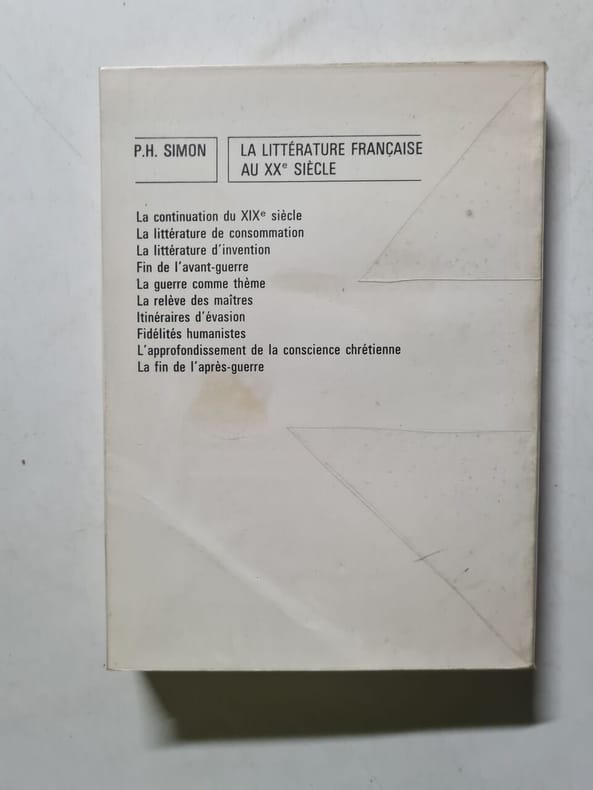 P.H. SIMON
LA LITTÉRATURE FRANÇAISE
AU XXe SIÈCLE
La continuation du XIXe siècle
La littérature de consommation
La littérature d'invention
Fin de l'avant-guerre
La guerre comme thème
La relève des maîtres
Itinéraires d'évasion
Fidélités humanistes
L'approfondissement de la conscience chrétienne
La fin de l'après-guerre